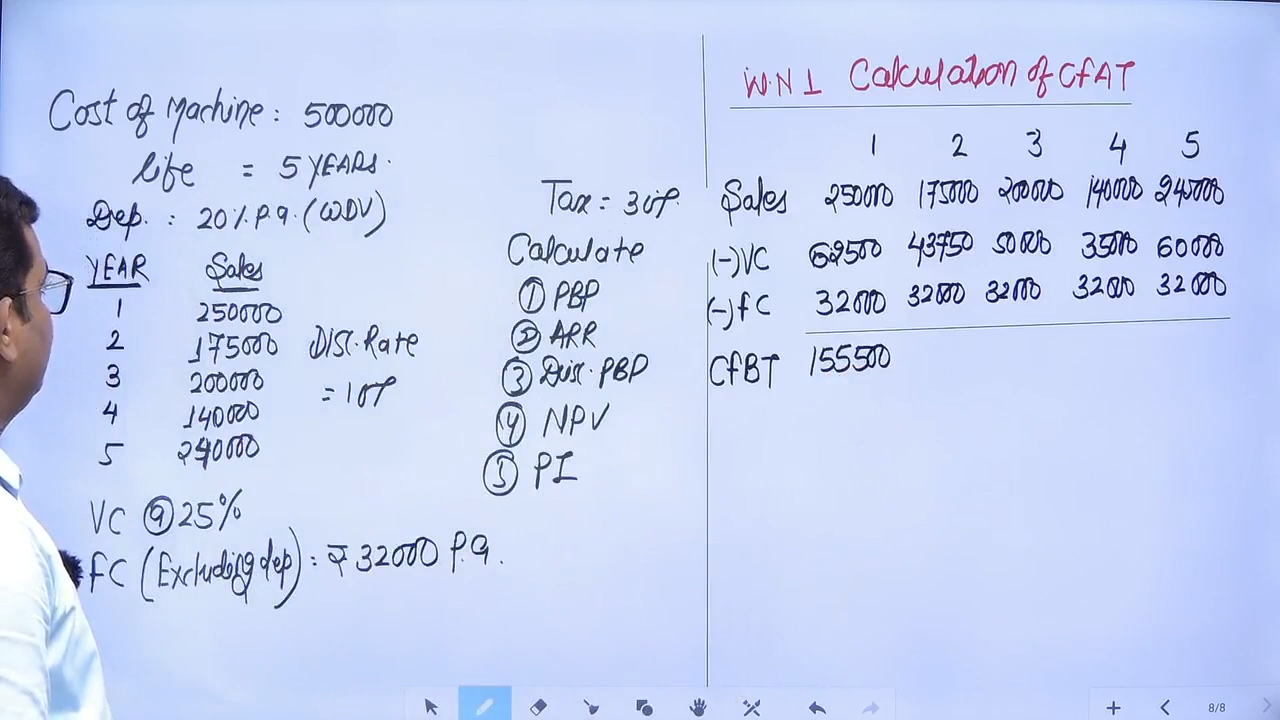 Cost of Machine : 500000
life = 5 YEARS.
Dep. : 20% p.a. (WDV)
YEAR Sales
1 250000
2 175000
3 200000
4 140000
5 240000
Disc. Rate
= 10%
VC @ 25%
FC (Excluding dep) : ₹ 32000 P.a.
Tax = 30%
Calculate
① PBP
② ARR
③ Disc. PBP
④ NPV
⑤ PI
W.N 1 Calculation of CfAT
1 2 3 4 5
Sales 250000 175000 200000 140000 240000
(-) VC 62500 43750 50000 35000 60000
(-) fC 32000 32000 32000 32000 32000
CfBT 155500
8/8